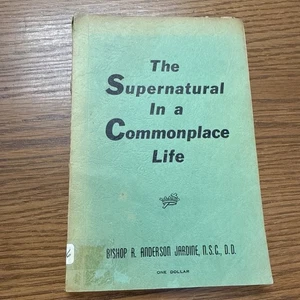 The
Supernatural
In a
Commonplace
Life
BISHOP R. ANDERSON JARDINE, N.S.C., D.D.
ONE DOLLAR